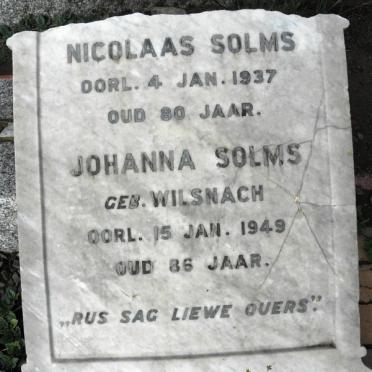 NICOLAAS SOLMS
OORL. 4 JAN. 1937
OUD 80 JAAR.
JOHANNA SOLMS
GEB. WILSNACH
OORL. 15 JAN. 1949
OUD 86 JAAR.
„RUS SAG LIEWE OUERS".